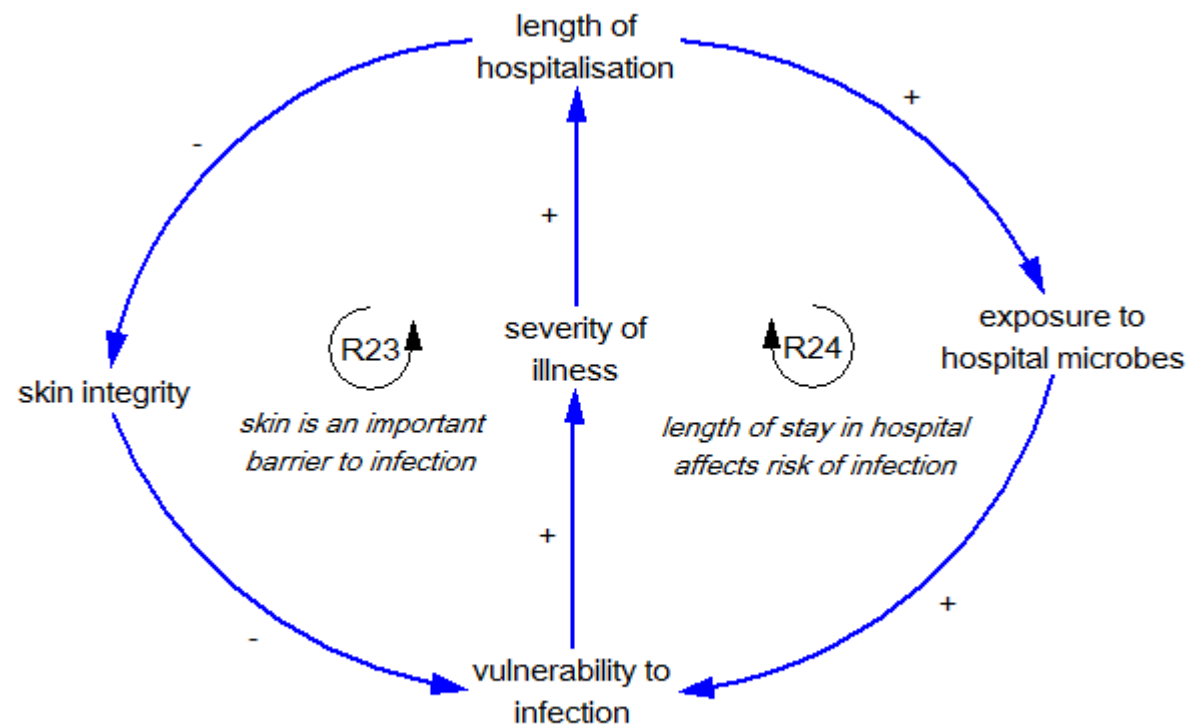 length of
hospitalisation
-
+
+
R23
R24
severity of
illness
exposure to
hospital microbes
skin integrity
skin is an important
barrier to infection
length of stay in hospital
affects risk of infection
+
-
+
vulnerability to
infection